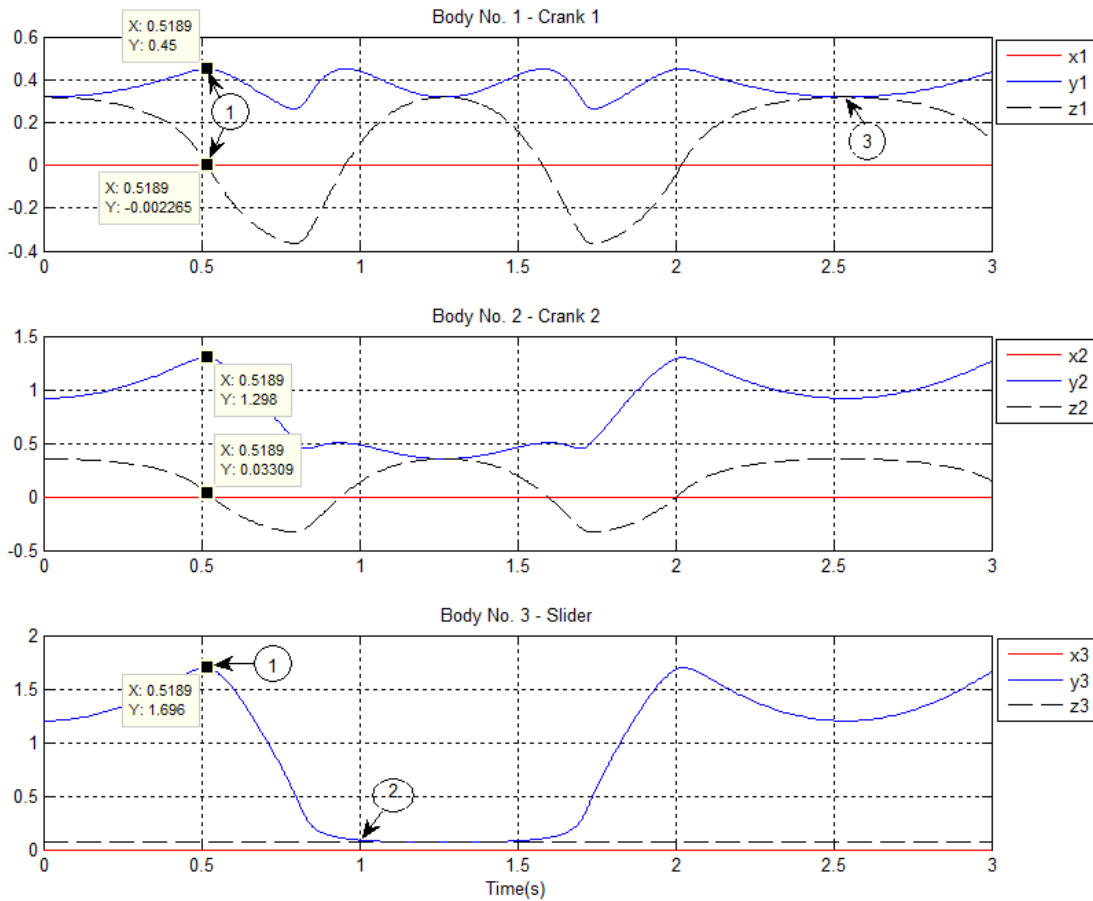 Body No. 1 - Crank 1
X: 0.5189
Y: 0.45
0.6
0.4
0.2
0
-0.2
-0.4
1
3
X: 0.5189
Y: -0.002265
x1
y1
z1
0 0.5 1 1.5 2 2.5 3
Body No. 2 - Crank 2
1.5
1
0.5
0
-0.5
X: 0.5189
Y: 1.298
X: 0.5189
Y: 0.03309
x2
y2
z2
0 0.5 1 1.5 2 2.5 3
Body No. 3 - Slider
2
1.5
1
0.5
0
1
X: 0.5189
Y: 1.696
2
x3
y3
z3
0 0.5 1 1.5 2 2.5 3
Time(s)